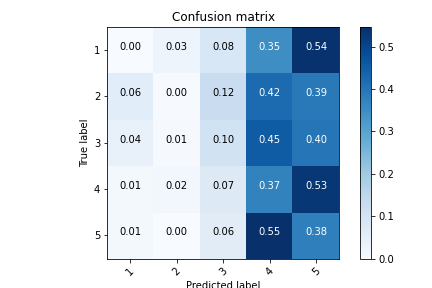 Confusion matrix
1 0.00 0.03 0.08 0.35 0.54
2 0.06 0.00 0.12 0.42 0.39
3 0.04 0.01 0.10 0.45 0.40
4 0.01 0.02 0.07 0.37 0.53
5 0.01 0.00 0.06 0.55 0.38
True label
1 2 3 4 5
Predicted label
0.5
0.4
0.3
0.2
0.1
0.0